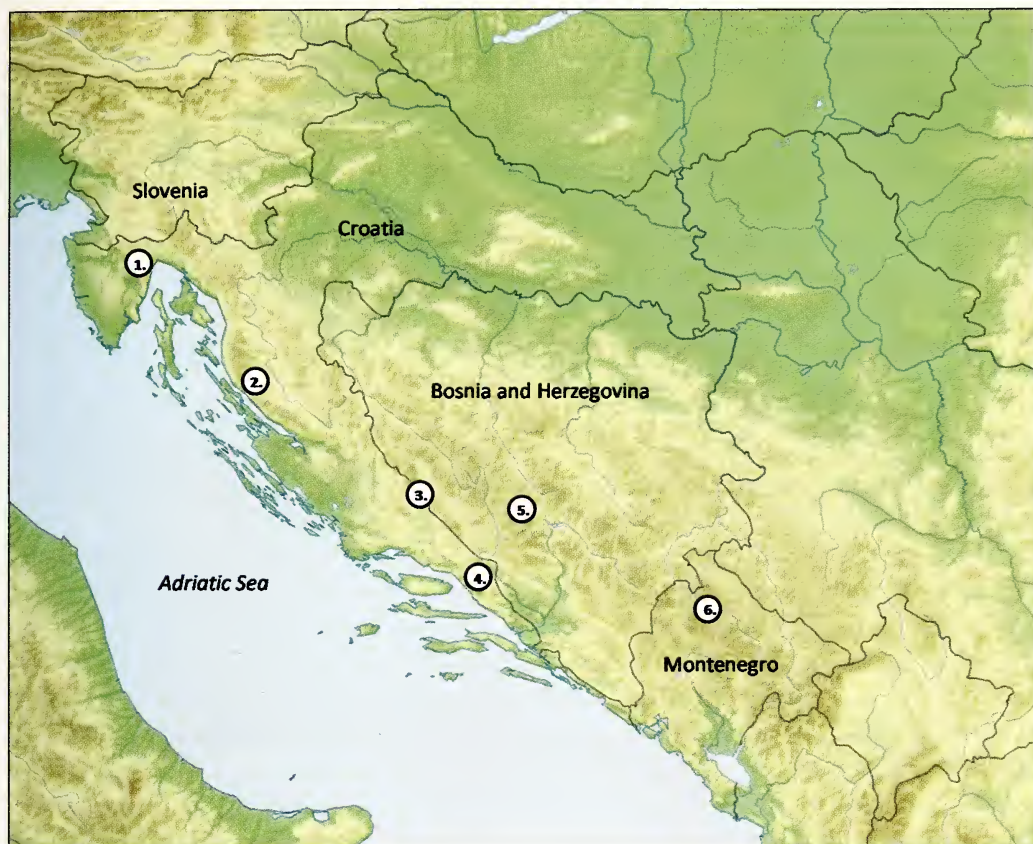 Slovenia
Croatia
1.
2.
Bosnia and Herzegovina
3.
5.
Adriatic Sea
4.
6.
Montenegro